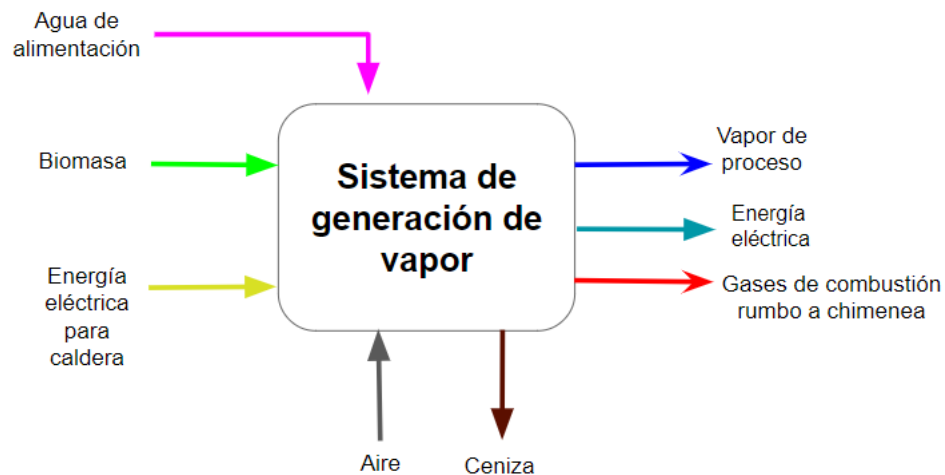 Agua de
alimentación
Biomasa
Energía
eléctrica
para
caldera
Sistema de
generación de
vapor
Vapor de
proceso
Energía
eléctrica
Gases de combustión
rumbo a chimenea
Aire
Ceniza